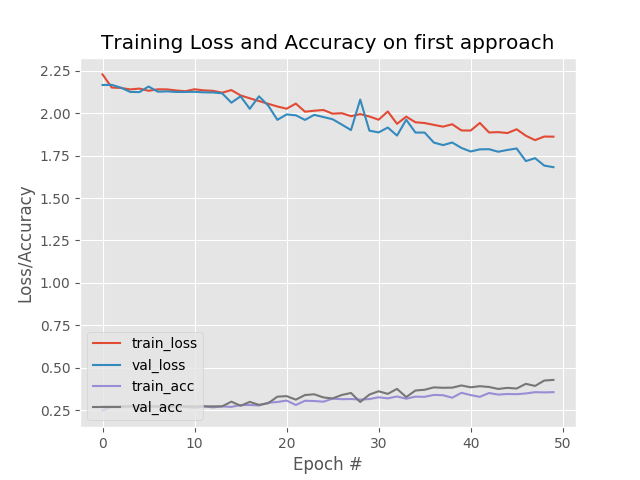 Training Loss and Accuracy on first approach
2.25
2.00
1.75
1.50
1.25
1.00
0.75
0.50
0.25
Loss/Accuracy
train_loss
val_loss
train_acc
val_acc
0 10 20 30 40 50
Epoch #